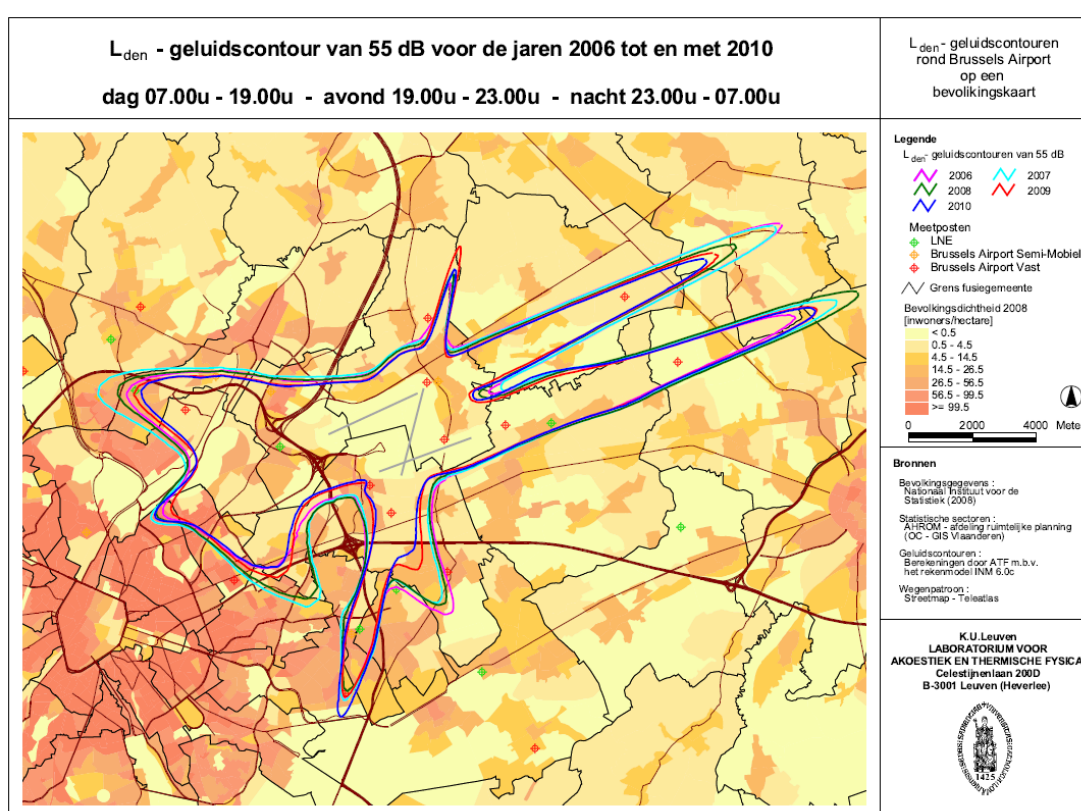 L den - geluidscontour van 55 dB voor de jaren 2006 tot en met 2010
dag 07.00u - 19.00u - avond 19.00u - 23.00u - nacht 23.00u - 07.00u
L den - geluidscontouren
rond Brussels Airport
op een
bevolkingskaart
Legende
L den - geluidscontouren van 55 dB
2006 2007
2008 2009
2010
Meetposten
LNE
Brussels Airport Semi-Mobiel
Brussels Airport Vast
Grens fusiegemeente
Bevolkingsdichtheid 2008
[inwoners/hectare]
< 0.5
0.5 - 4.5
4.5 - 14.5
14.5 - 26.5
26.5 - 56.5
56.5 - 99.5
>= 99.5
0 2000 4000 Mete
Bronnen
Bevolkingsgegevens :
Nationaal Instituut voor de
Statistiek (2008)
Statistische sectoren :
AHROM - afdeling ruimtelijke planning
(OC - GIS Vlaanderen)
Geluidscontouren :
Berekeningen door ATF m.b.v.
het rekenmodel INM 6.0c
Wegenpatroon :
Streetmap - Teleatlas
K.U.Leuven
LABORATORIUM VOOR
AKOESTIEK EN THERMISCHE FYSICA
Celestijnenlaan 200D
B-3001 Leuven (Heverlee)
1425